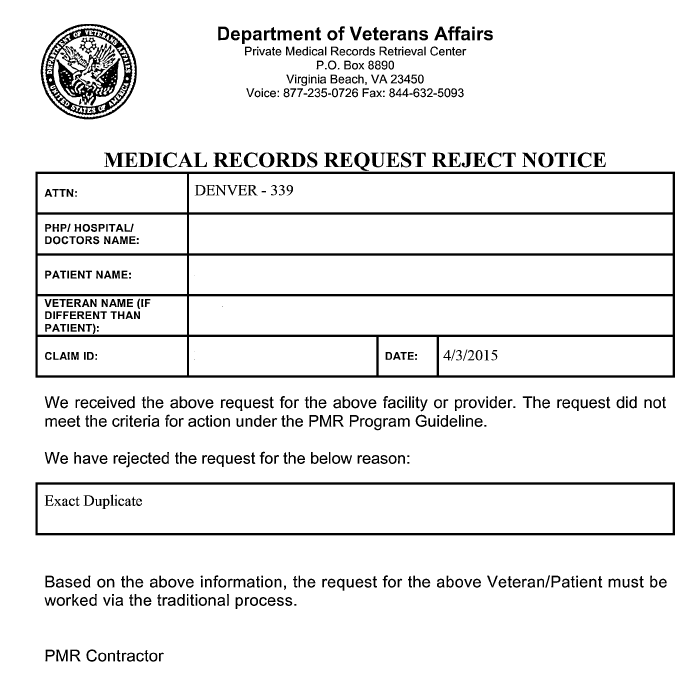 DEPARTMENT OF VETERANS AFFAIRS
UNITED STATES OF AMERICA
Department of Veterans Affairs
Private Medical Records Retrieval Center
P.O. Box 8890
Virginia Beach, VA 23450
Voice: 877-235-0726 Fax: 844-632-5093
MEDICAL RECORDS REQUEST REJECT NOTICE
ATTN: DENVER - 339
PHP/ HOSPITAL/
DOCTORS NAME:
PATIENT NAME:
VETERAN NAME (IF
DIFFERENT THAN
PATIENT):
CLAIM ID: DATE: 4/3/2015
We received the above request for the above facility or provider. The request did not
meet the criteria for action under the PMR Program Guideline.
We have rejected the request for the below reason:
Exact Duplicate
Based on the above information, the request for the above Veteran/Patient must be
worked via the traditional process.
PMR Contractor